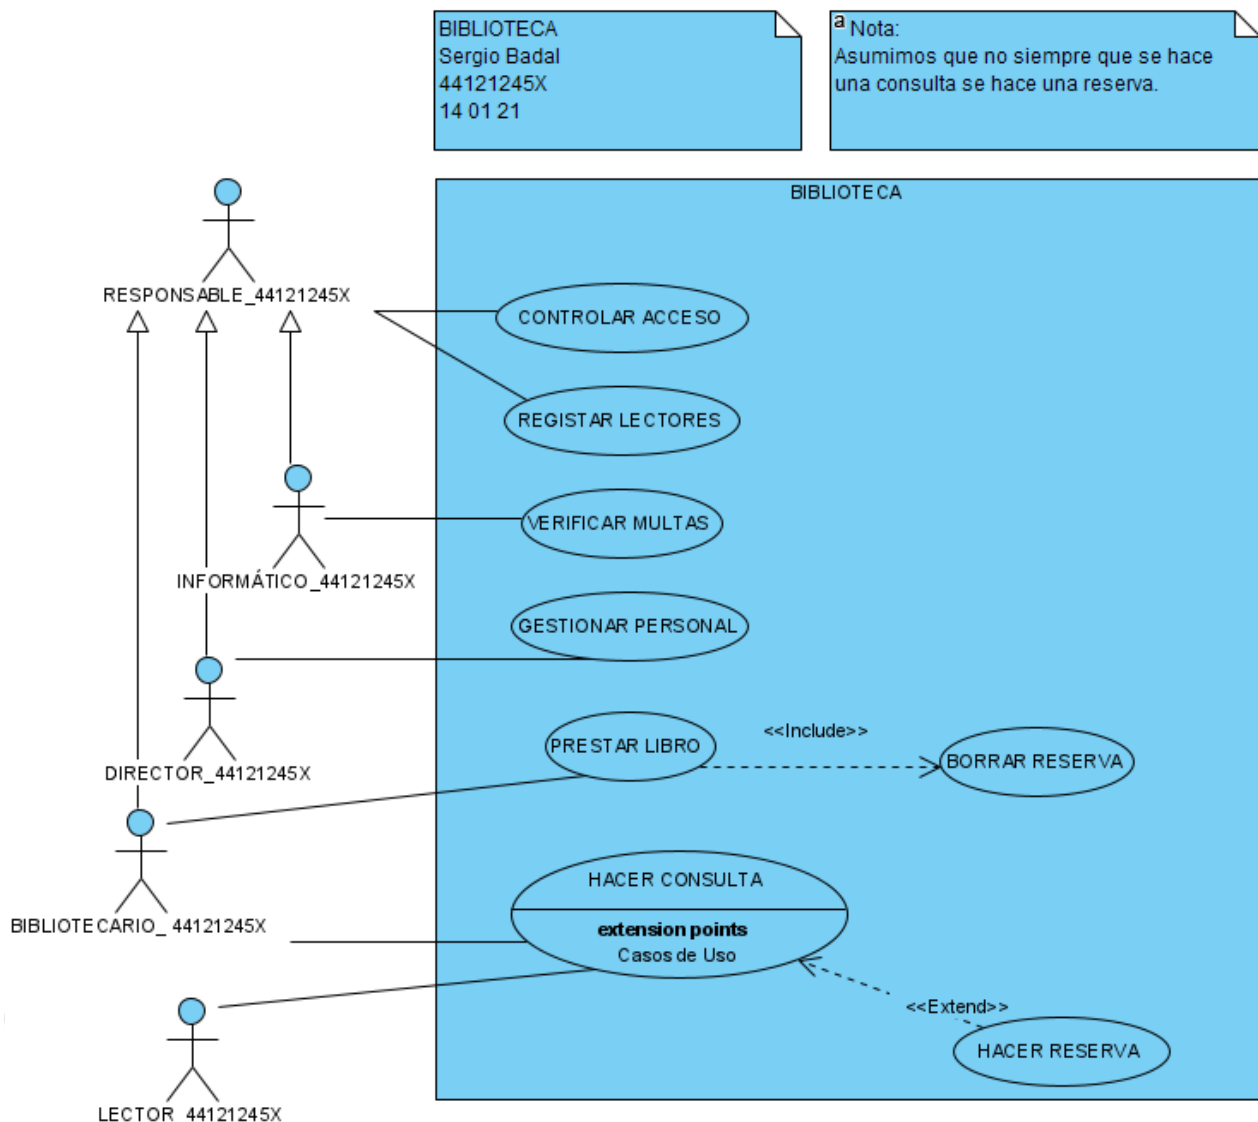 BIBLIOTECA
Sergio Badal
44121245X
14 01 21
a Nota:
Asumimos que no siempre que se hace
una consulta se hace una reserva.
BIBLIOTECA
RESPONSABLE_44121245X
CONTROLAR ACCESO
REGISTAR LECTORES
VERIFICAR MULTAS
INFORMÁTICO_44121245X
GESTIONAR PERSONAL
<<Include>>
PRESTAR LIBRO
BORRAR RESERVA
DIRECTOR_44121245X
HACER CONSULTA
BIBLIOTECARIO_ 44121245X
extension points
Casos de Uso
<<Extend>>
HACER RESERVA
LECTOR_44121245X